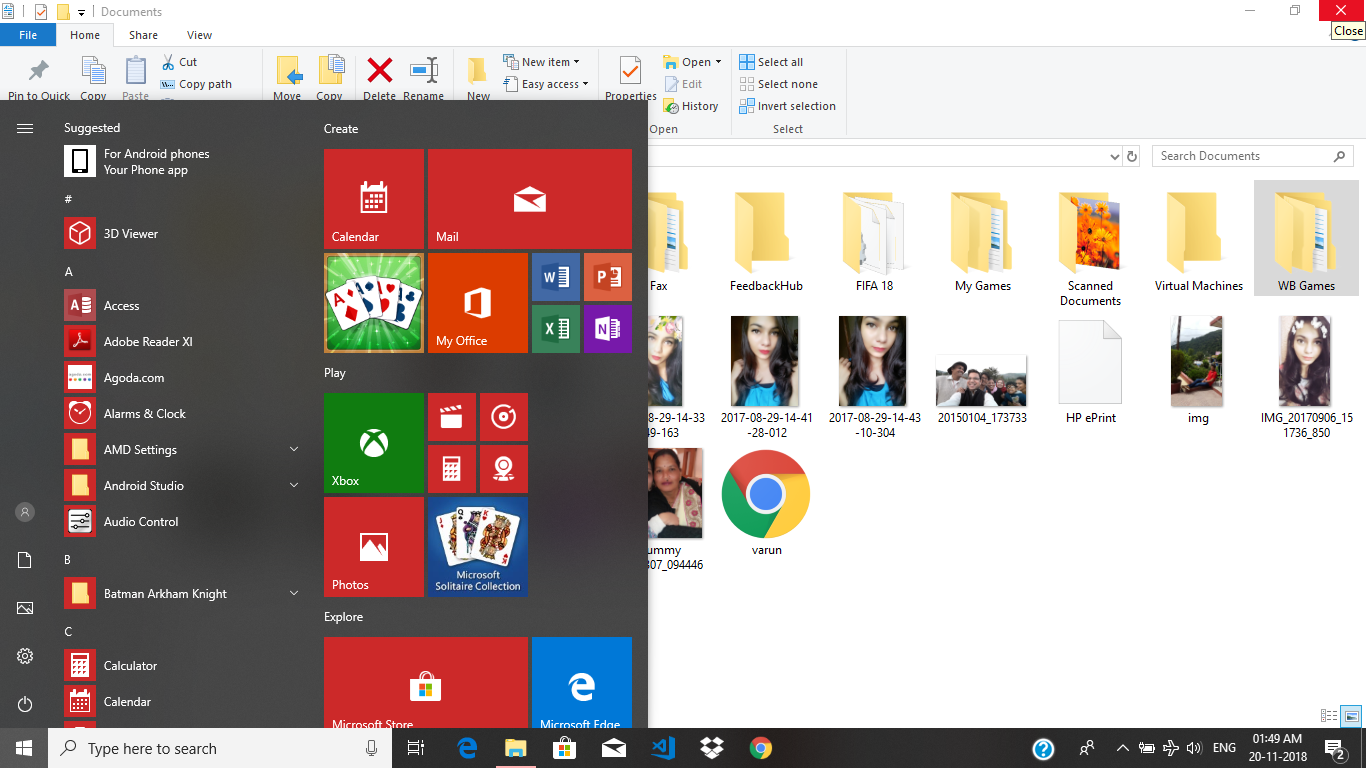 Documents
Close
File
Home
Share
View
Pin to Quick
Copy
Paste
Cut
Copy path
Move
Copy
Delete
Rename
New
New item
Easy access
Properties
Open
Edit
History
Open
Select all
Select none
Invert selection
Select
Search Documents
Suggested
For Android phones
Your Phone app
#
3D Viewer
A
Access
Adobe Reader XI
Agoda.com
Alarms & Clock
AMD Settings
Android Studio
Audio Control
B
Batman Arkham Knight
C
Calculator
Calendar
Create
Calendar
Mail
My Office
Play
Xbox
Photos
Microsoft
Solitaire Collection
Explore
Microsoft Store
Microsoft Edge
Fax
FeedbackHub
FIFA 18
My Games
Scanned
Documents
Virtual Machines
WB Games
8-29-14-33
49-163
2017-08-29-14-41
-28-012
2017-08-29-14-43
-10-304
20150104_173733
HP ePrint
img
IMG_20170906_15
1736_850
ummy
807_094446
varun
Type here to search
ENG
01:49 AM
20-11-2018
2